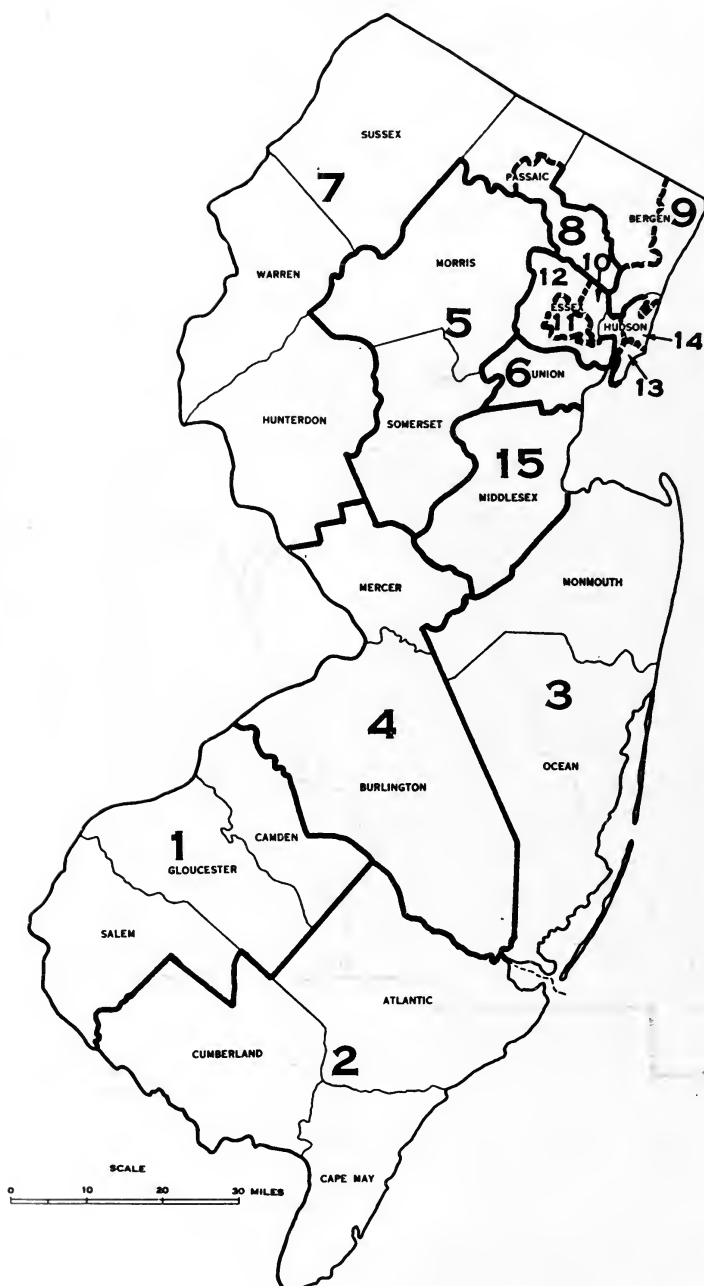 SUSSEX
PASSAIC
7
BERGEN
9
8
WARREN
MORRIS
10
12
ESSEX
5
11
HUDSON
14
6
UNION
13
HUNTERDON
SOMERSET
15
MIDDLESEX
MERCER
MONMOUTH
3
4
OCEAN
BURLINGTON
CAMDEN
1
GLOUCESTER
SALEM
ATLANTIC
CUMBERLAND
2
SCALE
CAPE MAY
0 10 20 30 MILES